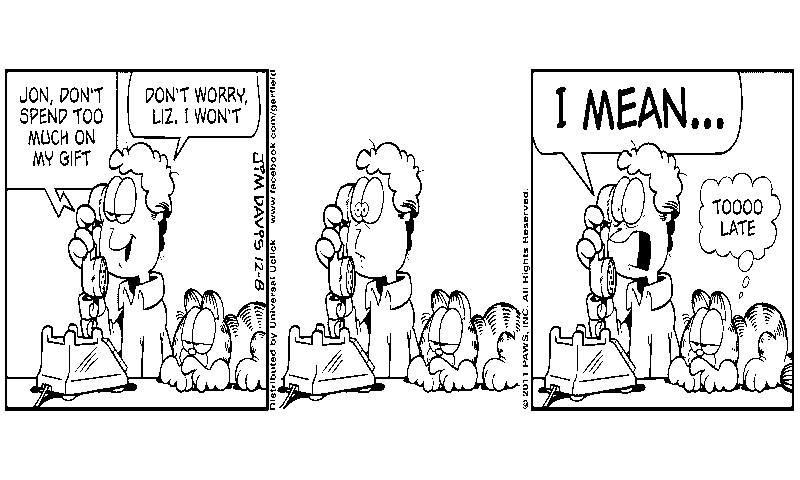 JON, DON'T
SPEND TOO
MUCH ON
MY GIFT
DON'T WORRY,
LIZ. I WON'T
JIM DAVIS 12-8
Distributed by Universal Uclick www.facebook.com/garfield
© 2011 PAWS, INC. All Rights Reserved.
I MEAN...
TOOOO
LATE